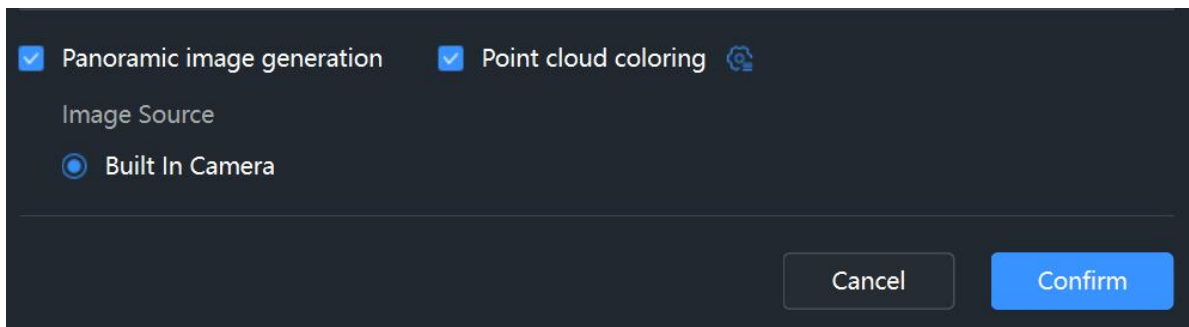 Panoramic image generation Point cloud coloring
Image Source
Built In Camera
Cancel Confirm